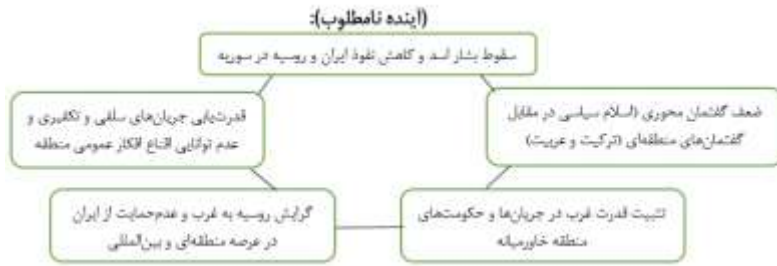 (آینده نامطلوب):
سقوط بشار اسد و کاهش نفوذ ایران و روسیه در سوریه
ضعف گفتمان محوری (اسلام سیاسی در مقابل
گفتمان‌های منطقه‌ای (ترکیت و عربیت)
قدرت‌یابی جریان‌های سلفی و تکفیری و
عدم توانایی اقناع افکار عمومی منطقه
تثبیت قدرت غرب در جریان‌ها و حکومت‌های
منطقه خاورمیانه
گرایش روسیه به غرب و عدم‌حمایت از ایران
در عرصه منطقه‌ای و بین‌المللی